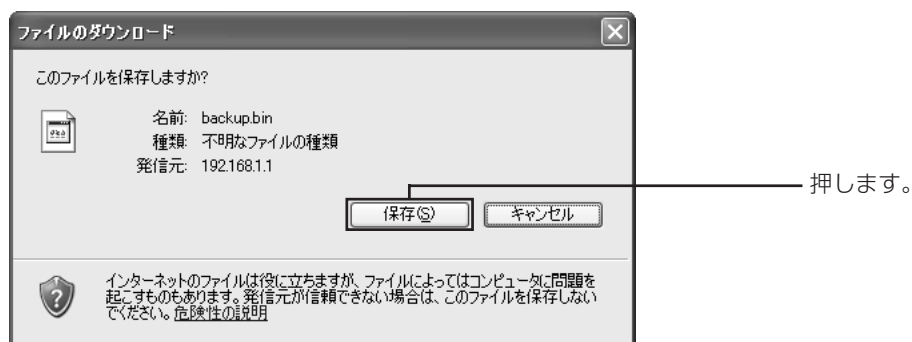 ファイルのダウンロード
このファイルを保存しますか?
名前: backup.bin
種類: 不明なファイルの種類
発信元: 192.168.1.1
保存(S)
キャンセル
押します。
インターネットのファイルは役に立ちますが、ファイルによってはコンピュータに問題を
起こすものもあります。発信元が信頼できない場合は、このファイルを保存しない
でください。危険性の説明